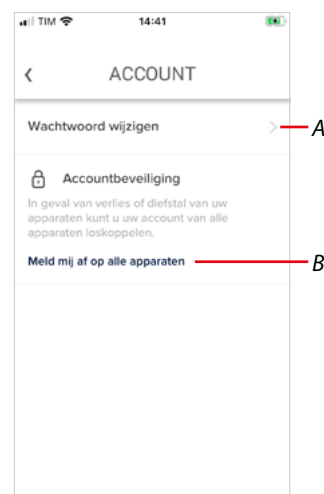 TIM 14:41
ACCOUNT
Wachtwoord wijzigen
A
Accountbeveiliging
In geval van verlies of diefstal van uw
apparaten kunt u uw account van alle
apparaten loskoppelen.
Meld mij af op alle apparaten
B